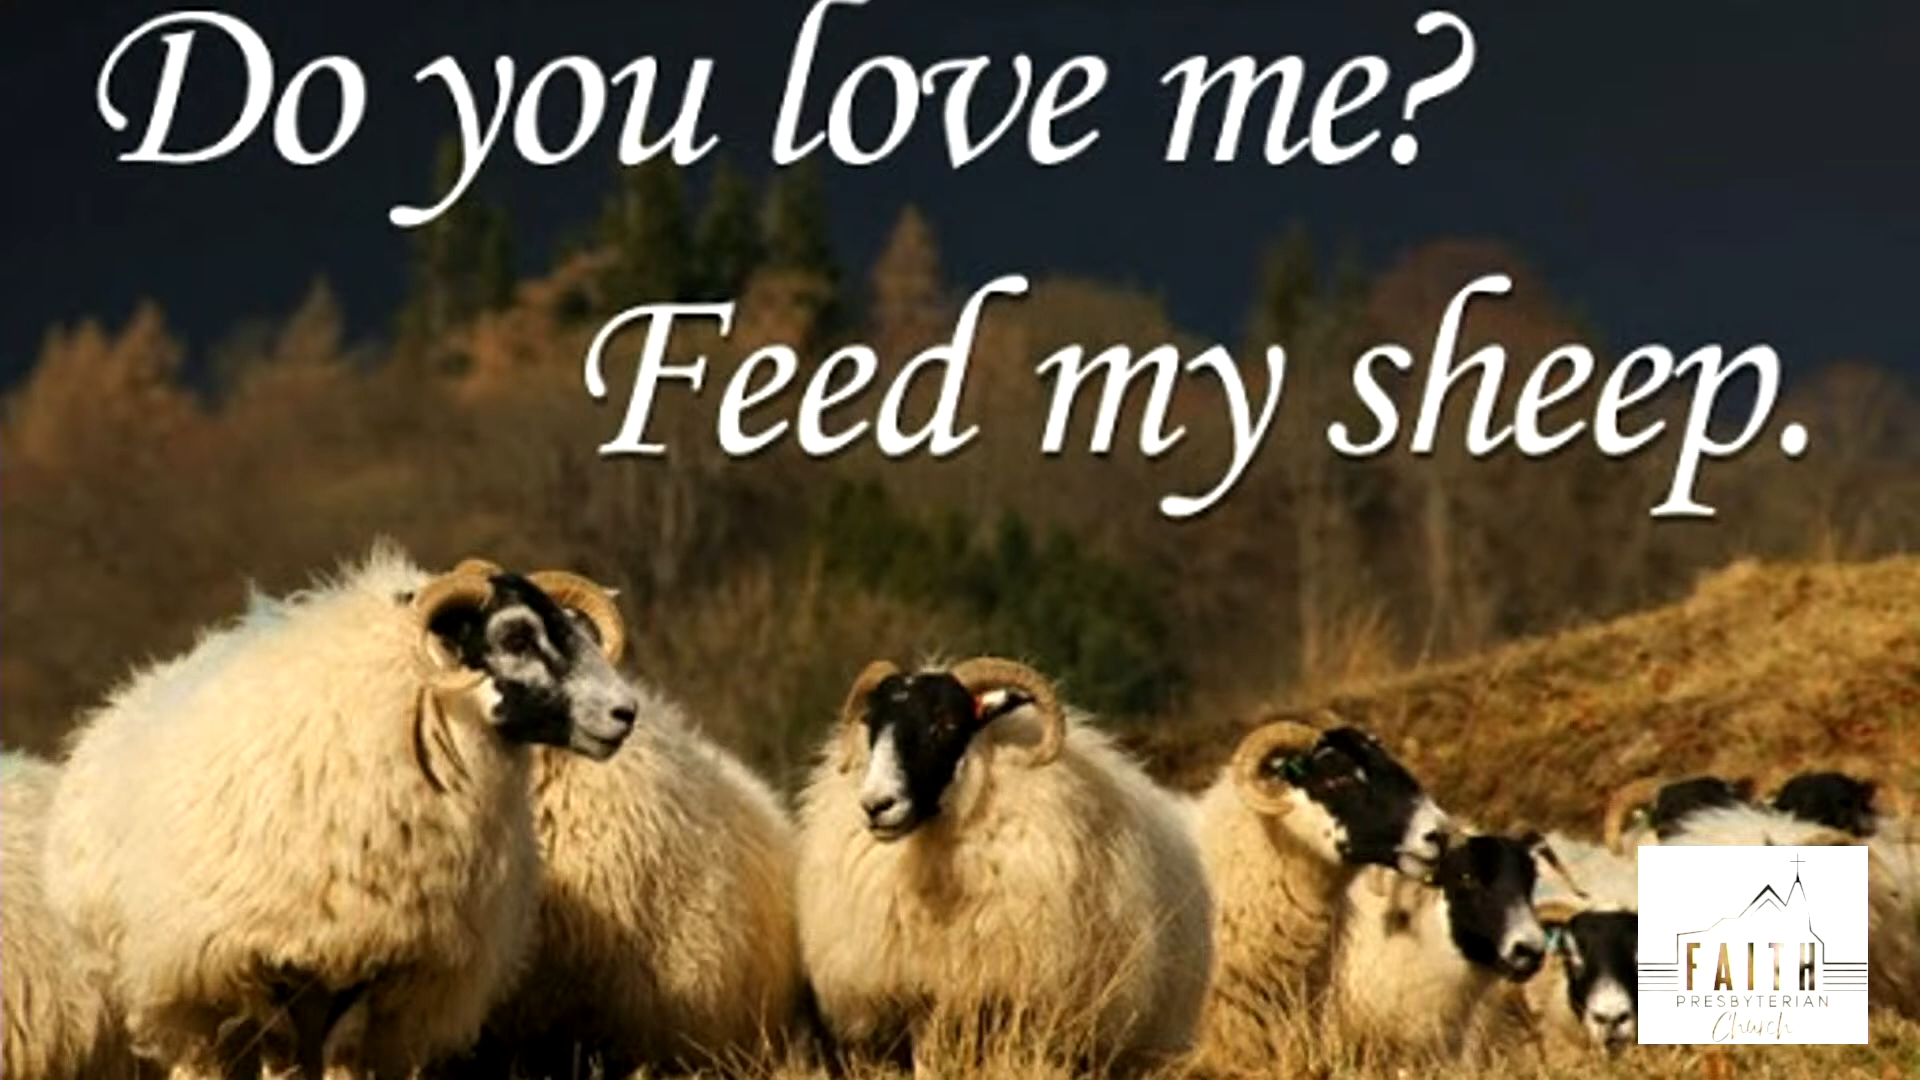 Do you love me?
Feed my sheep.
FAITH
PRESBYTERIAN
Church